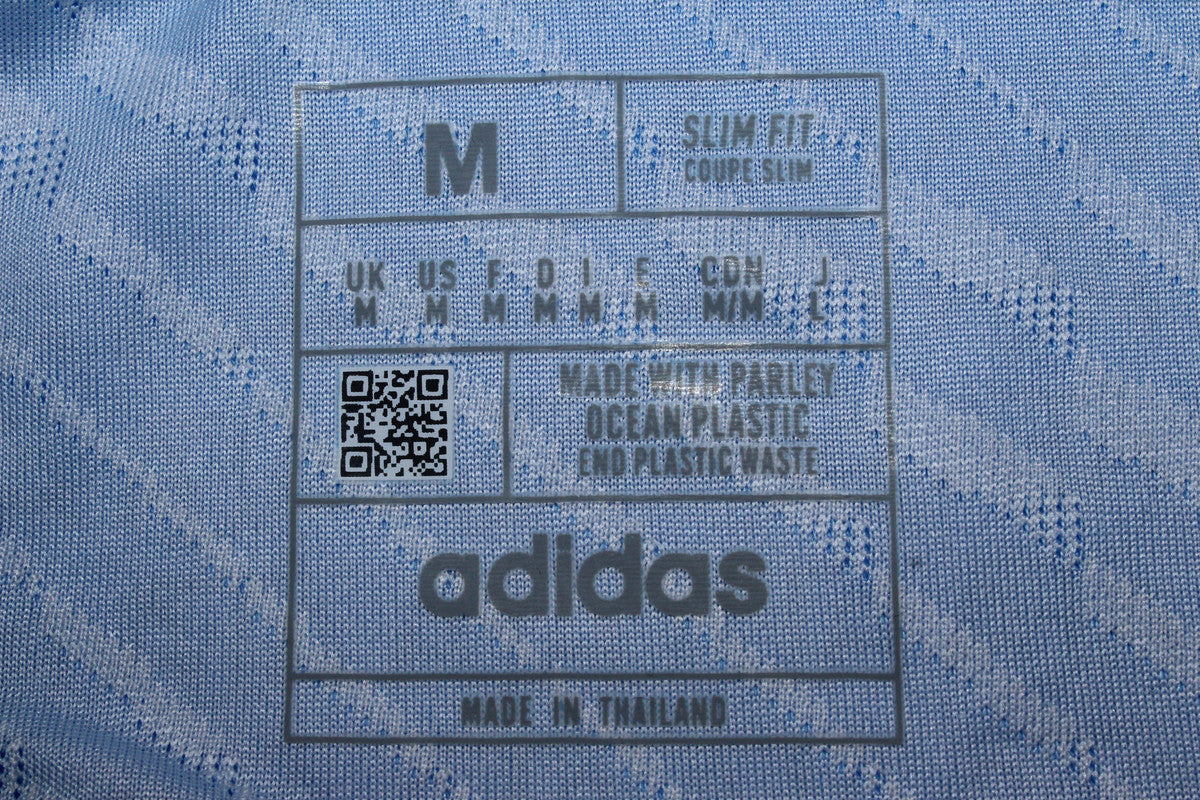 M
SLIM FIT
COUPE SLIM
UK US F D I E CDN J
M M M M M M M/M L
MADE WITH PARLEY
OCEAN PLASTIC
END PLASTIC WASTE
adidas
MADE IN THAILAND